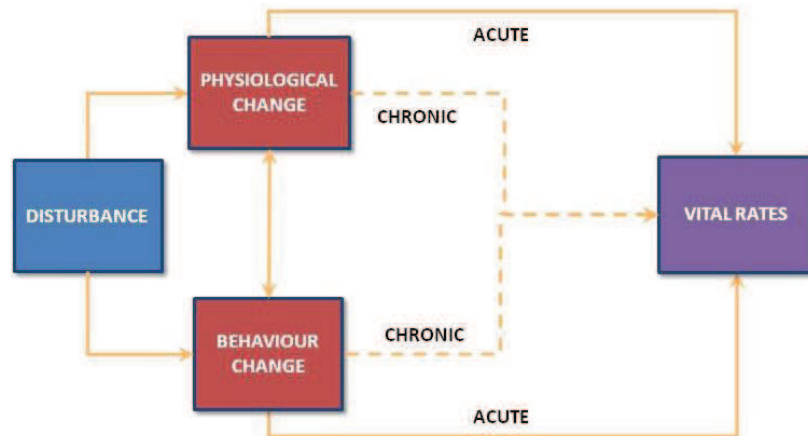 ACUTE
PHYSIOLOGICAL
CHANGE
CHRONIC
DISTURBANCE
VITAL RATES
BEHAVIOUR
CHANGE
CHRONIC
ACUTE